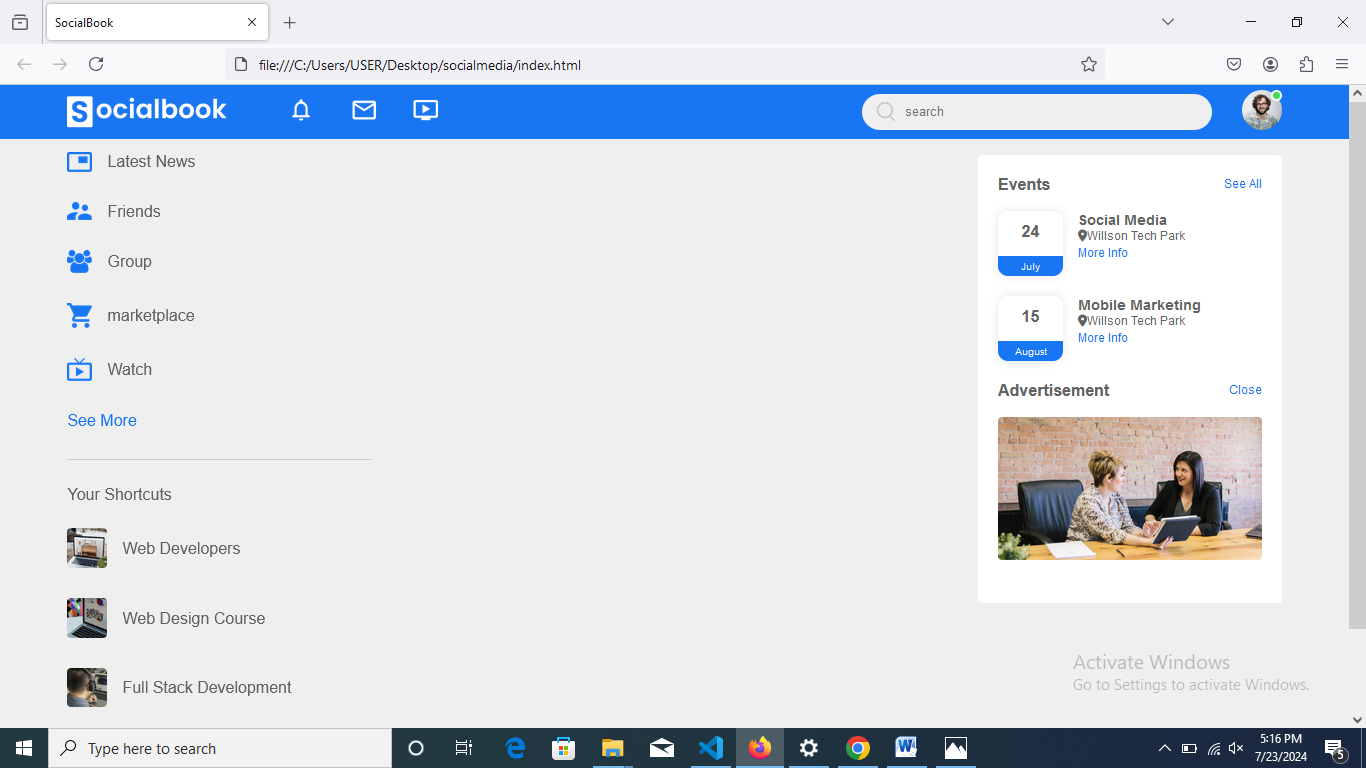 SocialBook
file:///C:/Users/USER/Desktop/socialmedia/index.html
Socialbook
search
Latest News
Friends
Group
marketplace
Watch
See More
Your Shortcuts
Web Developers
Web Design Course
Full Stack Development
Events See All
24
July
Social Media
Willson Tech Park
More Info
15
August
Mobile Marketing
Willson Tech Park
More Info
Advertisement Close
Activate Windows
Go to Settings to activate Windows.
Type here to search
5:16 PM
7/23/2024
5